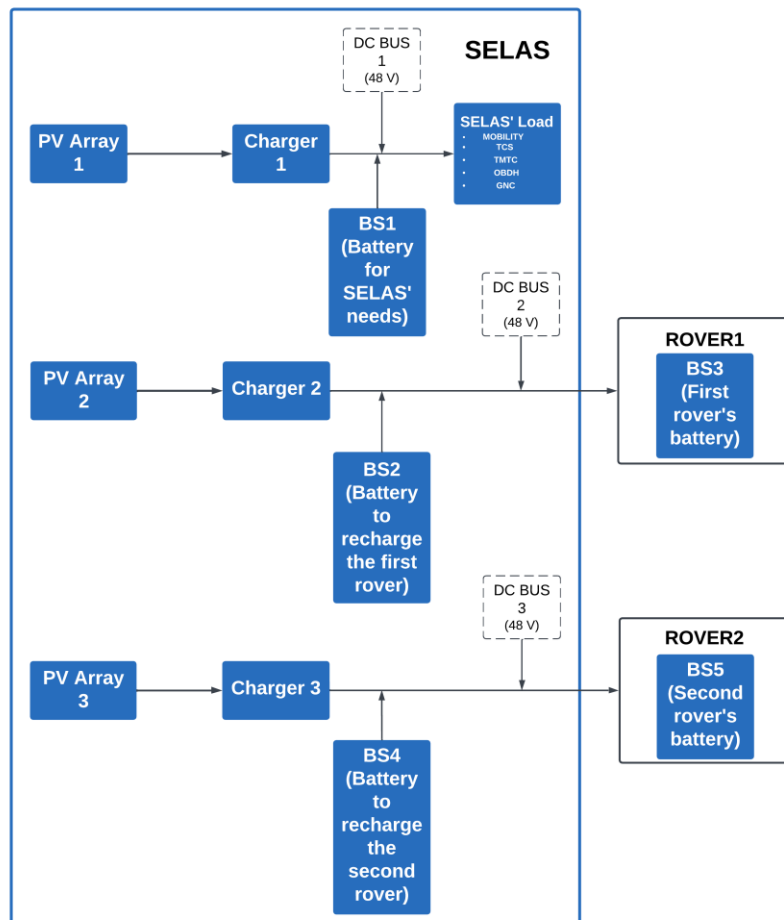 SELAS
DC BUS
1
(48 V)
PV Array
1
Charger
1
SELAS' Load
• MOBILITY
• TCS
• TMTC
• OBDH
• GNC
BS1
(Battery
for
SELAS'
needs)
DC BUS
2
(48 V)
PV Array
2
Charger 2
ROVER1
BS3
(First
rover's
battery)
BS2
(Battery
to
recharge
the first
rover)
DC BUS
3
(48 V)
PV Array
3
Charger 3
ROVER2
BS5
(Second
rover's
battery)
BS4
(Battery
to
recharge
the
second
rover)